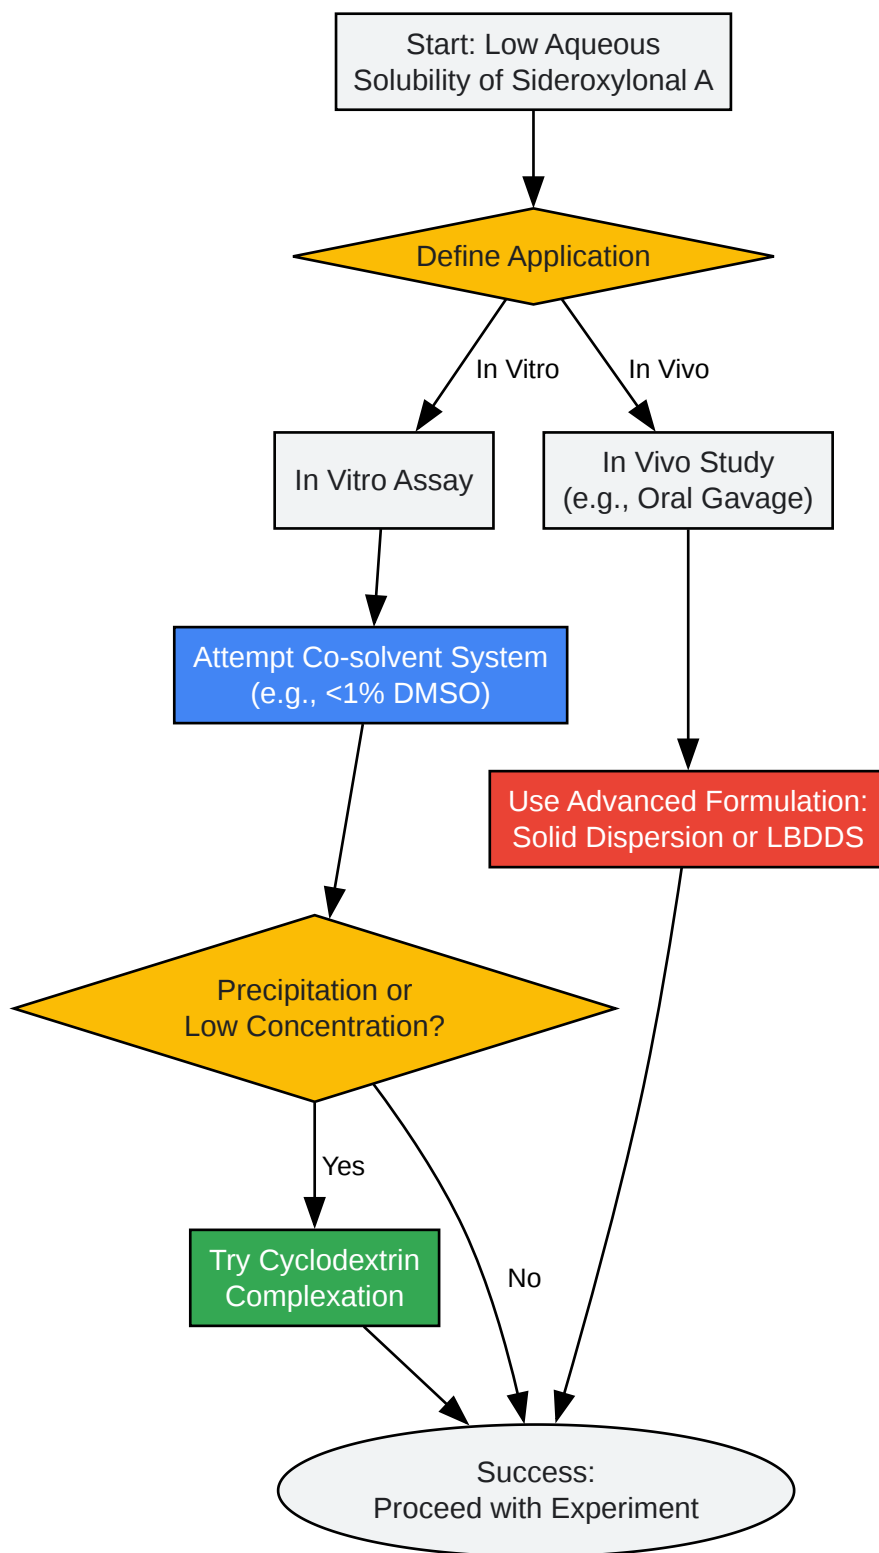 Start: Low Aqueous
Solubility of Sideroxylonal A
Define Application
In Vitro
In Vivo
In Vitro Assay
In Vivo Study
(e.g., Oral Gavage)
Attempt Co-solvent System
(e.g., <1% DMSO)
Use Advanced Formulation:
Solid Dispersion or LBDDS
Precipitation or
Low Concentration?
Yes
Try Cyclodextrin
Complexation
No
Success:
Proceed with Experiment